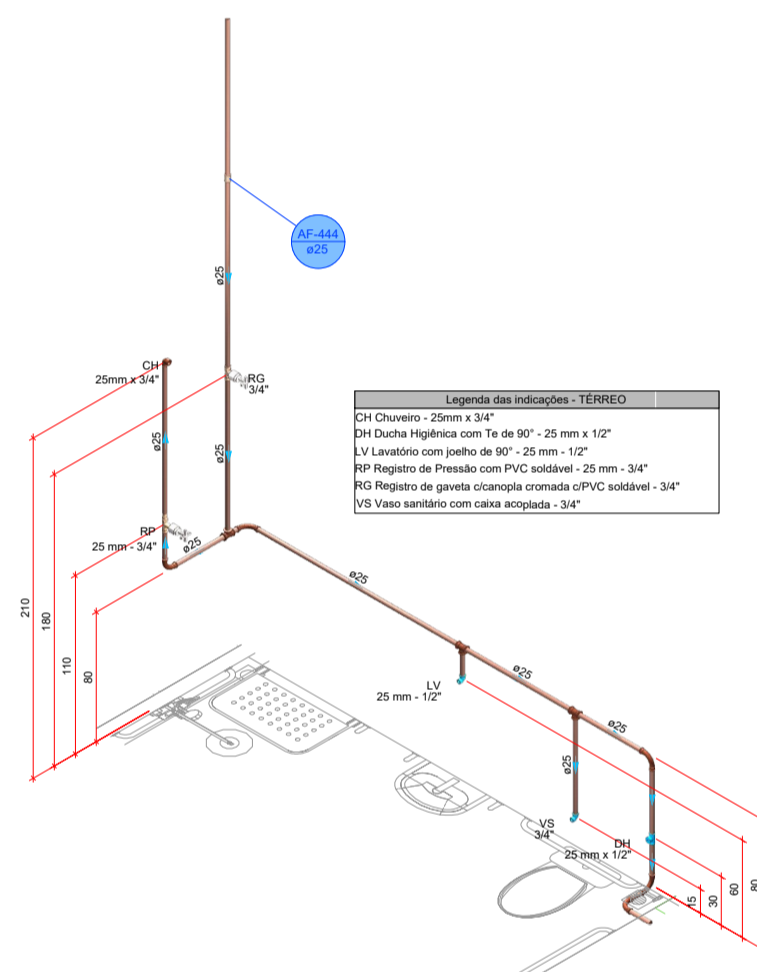 AF-444
ø25
ø25
CH
25mm x 3/4"
RG
3/4"
ø25
ø25
RP
25 mm - 3/4"
ø25
Legenda das indicações - TÉRREO
CH Chuveiro - 25mm x 3/4"
DH Ducha Higiênica com Te de 90° - 25 mm x 1/2"
LV Lavatório com joelho de 90° - 25 mm - 1/2"
RP Registro de Pressão com PVC soldável - 25 mm - 3/4"
RG Registro de gaveta c/canopla cromada c/PVC soldável - 3/4"
VS Vaso sanitário com caixa acoplada - 3/4"
ø25
210
180
110
80
LV
25 mm - 1/2"
ø25
ø25
ø25
VS
3/4"
DH
25 mm x 1/2"
15
30
60
80